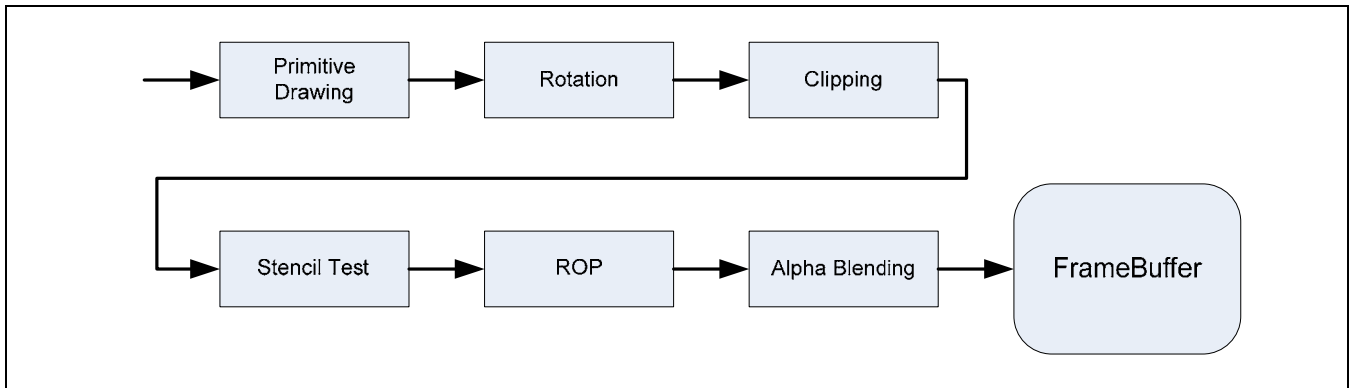 Primitive
Drawing
Rotation
Clipping
Stencil Test
ROP
Alpha Blending
FrameBuffer